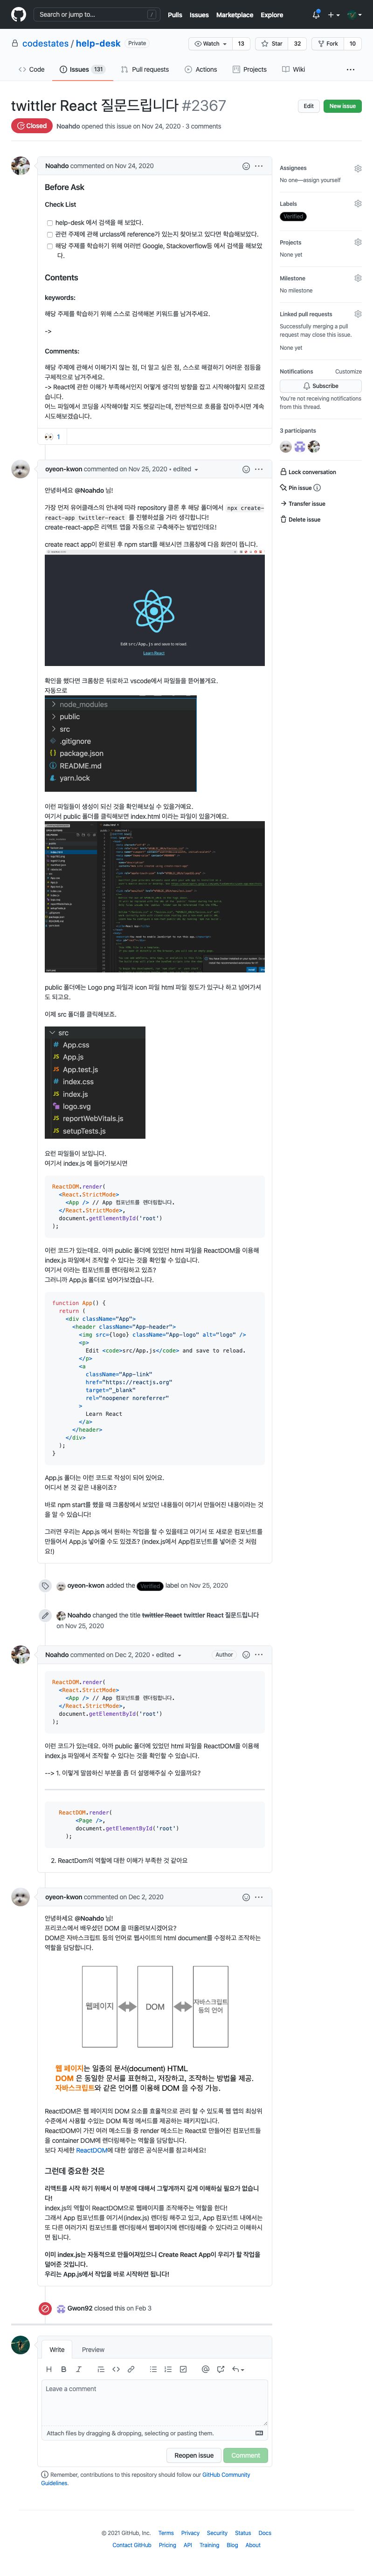 Search or jump to... /
Pulls Issues Marketplace Explore
codestates / help-desk Private
Watch 13 Star 32 Fork 10
Code Issues 131 Pull requests Actions Projects Wiki
twittler React 질문드립니다 #2367
Edit New issue
Closed Noahdo opened this issue on Nov 24, 2020 · 3 comments
Noahdo commented on Nov 24, 2020
Before Ask
Check List
help-desk 에서 검색을 해 보았다.
관련 주제에 관해 urclass에 reference가 있는지 찾아보고 있다면 학습해보았다.
해당 주제를 학습하기 위해 여러번 Google, Stackoverflow등 에서 검색을 해보았
다.
Contents
keywords:
해당 주제를 학습하기 위해 스스로 검색해본 키워드를 남겨주세요.
->
Comments:
해당 주제에 관해서 이해가지 않는 점, 더 알고 싶은 점, 스스로 해결하기 어려운 점등을
구체적으로 남겨주세요.
-> React에 관한 이해가 부족해서인지 어떻게 생각의 방향을 잡고 시작해야할지 모르겠
습니다.
어느 파일에서 코딩을 시작해야할 지도 헷갈리는데, 전반적으로 흐름을 잡아주시면 계속
시도해보겠습니다.
👀 1
Assignees
No one—assign yourself
Labels
Verified
Projects
None yet
Milestone
No milestone
Linked pull requests
Successfully merging a pull
request may close this issue.
None yet
Notifications Customize
Subscribe
You're not receiving notifications
from this thread.
3 participants
Lock conversation
Pin issue
Transfer issue
Delete issue
oyeon-kwon commented on Nov 25, 2020 • edited
안녕하세요 @Noahdo 님!
가장 먼저 유어클래스의 안내에 따라 repository 클론 후 해당 폴더에서 npx create-
react-app twittler-react 를 진행하셨을 거라 생각합니다!
create-react-app은 리액트 앱을 자동으로 구축해주는 방법인데요!
create react app이 완료된 후 npm start를 해보시면 크롬창에 다음 화면이 뜹니다.
Edit src/App.js and save to reload.
Learn React
확인을 했다면 크롬창은 뒤로하고 vscode에서 파일들을 뜯어볼게요.
자동으로
node_modules
public
src
.gitignore
package.json
README.md
yarn.lock
이런 파일들이 생성이 되신 것을 확인해보실 수 있을거예요.
여기서 public 폴더를 클릭해보면 index.html 이라는 파일이 있을거예요.
public 폴더에는 Logo png 파일과 icon 파일 html 파일 정도가 있구나 하고 넘어가셔
도 되고요.
이제 src 폴더를 클릭해보죠.
src
App.css
App.js
App.test.js
index.css
index.js
logo.svg
reportWebVitals.js
setupTests.js
요런 파일들이 보입니다.
여기서 index.js 에 들어가보시면
ReactDOM.render(
<React.StrictMode>
<App /> // App 컴포넌트를 렌더링합니다.
</React.StrictMode>,
document.getElementById('root')
);
이런 코드가 있는데요. 아까 public 폴더에 있었던 html 파일을 ReactDOM을 이용해
index.js 파일에서 조작할 수 있다는 것을 확인할 수 있습니다.
여기서 이라는 컴포넌트를 렌더링하고 있죠?
그러니까 App.js 폴더로 넘어가보겠습니다.
function App() {
return (
<div className="App">
<header className="App-header">
<img src={logo} className="App-logo" alt="logo" />
<p>
Edit <code>src/App.js</code> and save to reload.
</p>
<a
className="App-link"
href="https://reactjs.org"
target="_blank"
rel="noopener noreferrer"
>
Learn React
</a>
</header>
</div>
);
}
App.js 폴더는 이런 코드로 작성이 되어 있어요.
어디서 본 것 같은 내용이죠?
바로 npm start를 했을 때 크롬창에서 보았던 내용들이 여기서 만들어진 내용이라는 것
을 알 수 있습니다!
그러면 우리는 App.js 에서 원하는 작업을 할 수 있을테고 여기서 또 새로운 컴포넌트를
만들어서 App.js 넣어줄 수도 있겠죠? (index.js에서 App컴포넌트를 넣어준 것 처럼
요!)
oyeon-kwon added the Verified label on Nov 25, 2020
Noahdo changed the title twittler React twittler React 질문드립니다
on Nov 25, 2020
Noahdo commented on Dec 2, 2020 • edited Author
ReactDOM.render(
<React.StrictMode>
<App /> // App 컴포넌트를 렌더링합니다.
</React.StrictMode>,
document.getElementById('root')
);
이런 코드가 있는데요. 아까 public 폴더에 있었던 html 파일을 ReactDOM을 이용해
index.js 파일에서 조작할 수 있다는 것을 확인할 수 있습니다.
--> 1. 이렇게 말씀하신 부분을 좀 더 설명해주실 수 있을까요?
ReactDOM.render(
<Page />,
document.getElementById('root')
);
2. ReactDom의 역할에 대한 이해가 부족한 것 같아요
oyeon-kwon commented on Dec 2, 2020
안녕하세요 @Noahdo 님!
프리코스에서 배우셨던 DOM 을 떠올려보시겠어요?
DOM은 자바스크립트 등의 언어로 웹사이트의 html document를 수정하고 조작하는
역할을 담당합니다.
웹페이지
DOM
자바스크립트
등의 언어
웹 페이지는 일종의 문서(document) HTML
DOM 은 동일한 문서를 표현하고, 저장하고, 조작하는 방법을 제공.
자바스크립트와 같은 언어를 이용해 DOM 을 수정 가능.
ReactDOM은 웹 페이지의 DOM 요소를 효율적으로 관리 할 수 있도록 웹 앱의 최상위
수준에서 사용할 수있는 DOM 특정 메서드를 제공하는 패키지입니다.
ReactDOM이 가진 여러 메소드들 중 render 메소드는 React로 만들어진 컴포넌트들
을 container DOM에 렌더링해주는 역할을 담당합니다.
보다 자세한 ReactDOM에 대한 설명은 공식문서를 참고하세요!
그런데 중요한 것은
리액트를 시작 하기 위해서 이 부분에 대해서 그렇게까지 깊게 이해하실 필요가 없습니
다!
index.js의 역할이 ReactDOM으로 웹페이지를 조작해주는 역할을 한다!
그래서 App 컴포넌트를 여기서(index.js) 렌더링 해주고 있고, App 컴포넌트 내에서는
또 다른 여러가지 컴포넌트를 렌더링해서 웹페이지에 렌더링해줄 수 있다라고 이해하시
면 됩니다.
이미 index.js는 자동적으로 만들어져있으니 Create React App이 우리가 할 작업을
덜어준 것입니다.
우리는 App.js에서 작업을 바로 시작하면 됩니다!
Gwon92 closed this on Feb 3
Write Preview
Leave a comment
Attach files by dragging & dropping, selecting or pasting them.
Reopen issue Comment
Remember, contributions to this repository should follow our GitHub Community
Guidelines.
© 2021 GitHub, Inc. Terms Privacy Security Status Docs
Contact GitHub Pricing API Training Blog About